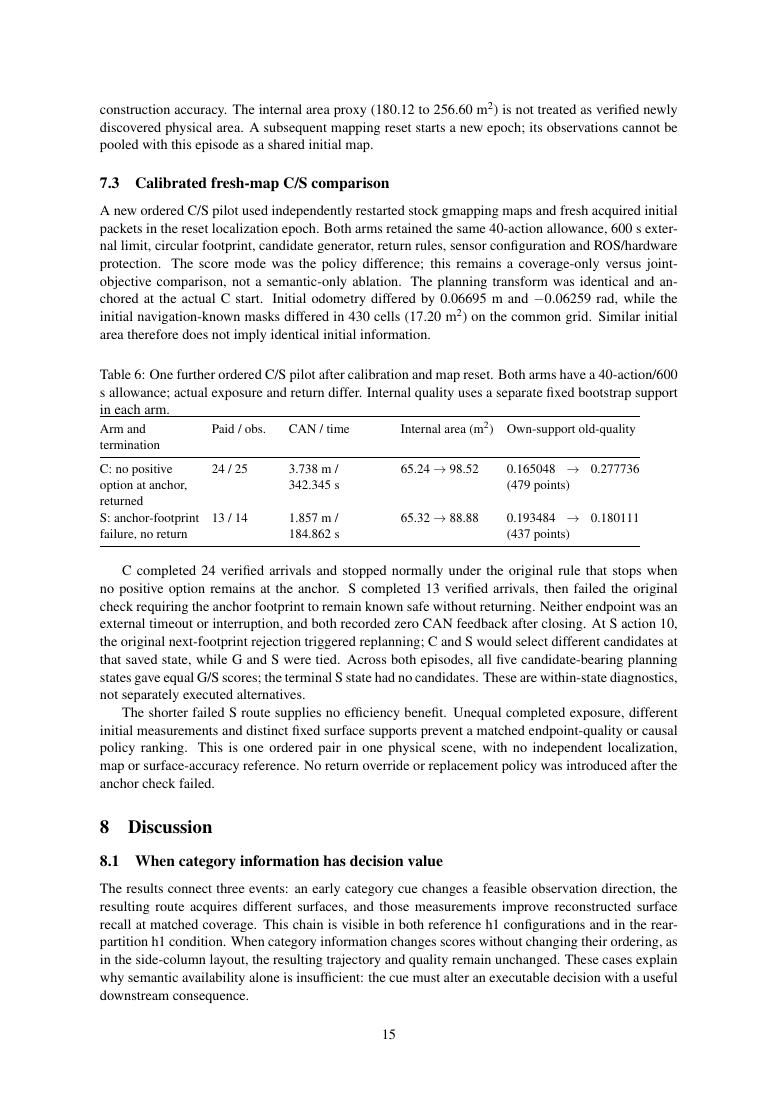 construction accuracy. The internal area proxy (180.12 to 256.60 m²) is not treated as verified newly
discovered physical area. A subsequent mapping reset starts a new epoch; its observations cannot be
pooled with this episode as a shared initial map.
7.3 Calibrated fresh-map C/S comparison
A new ordered C/S pilot used independently restarted stock gmapping maps and fresh acquired initial
packets in the reset localization epoch. Both arms retained the same 40-action allowance, 600 s exter-
nal limit, circular footprint, candidate generator, return rules, sensor configuration and ROS/hardware
protection. The score mode was the policy difference; this remains a coverage-only versus joint-
objective comparison, not a semantic-only ablation. The planning transform was identical and an-
chored at the actual C start. Initial odometry differed by 0.06695 m and −0.06259 rad, while the
initial navigation-known masks differed in 430 cells (17.20 m²) on the common grid. Similar initial
area therefore does not imply identical initial information.
Table 6: One further ordered C/S pilot after calibration and map reset. Both arms have a 40-action/600
s allowance; actual exposure and return differ. Internal quality uses a separate fixed bootstrap support
in each arm.
Arm and Paid / obs. CAN / time Internal area (m²) Own-support old-quality
termination
C: no positive 24 / 25 3.738 m / 65.24 → 98.52 0.165048 → 0.277736
option at anchor, 342.345 s (479 points)
returned
S: anchor-footprint 13 / 14 1.857 m / 65.32 → 88.88 0.193484 → 0.180111
failure, no return 184.862 s (437 points)
C completed 24 verified arrivals and stopped normally under the original rule that stops when
no positive option remains at the anchor. S completed 13 verified arrivals, then failed the original
check requiring the anchor footprint to remain known safe without returning. Neither endpoint was an
external timeout or interruption, and both recorded zero CAN feedback after closing. At S action 10,
the original next-footprint rejection triggered replanning; C and S would select different candidates at
that saved state, while G and S were tied. Across both episodes, all five candidate-bearing planning
states gave equal G/S scores; the terminal S state had no candidates. These are within-state diagnostics,
not separately executed alternatives.
The shorter failed S route supplies no efficiency benefit. Unequal completed exposure, different
initial measurements and distinct fixed surface supports prevent a matched endpoint-quality or causal
policy ranking. This is one ordered pair in one physical scene, with no independent localization,
map or surface-accuracy reference. No return override or replacement policy was introduced after the
anchor check failed.
8 Discussion
8.1 When category information has decision value
The results connect three events: an early category cue changes a feasible observation direction, the
resulting route acquires different surfaces, and those measurements improve reconstructed surface
recall at matched coverage. This chain is visible in both reference h1 configurations and in the rear-
partition h1 condition. When category information changes scores without changing their ordering, as
in the side-column layout, the resulting trajectory and quality remain unchanged. These cases explain
why semantic availability alone is insufficient: the cue must alter an executable decision with a useful
downstream consequence.
15